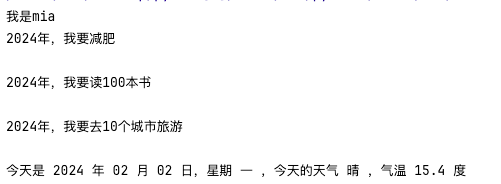 我是mia
2024年，我要减肥
2024年，我要读100本书
2024年，我要去10个城市旅游
今天是 2024 年 02 月 02 日，星期 一 ，今天的天气 晴 ，气温 15.4 度